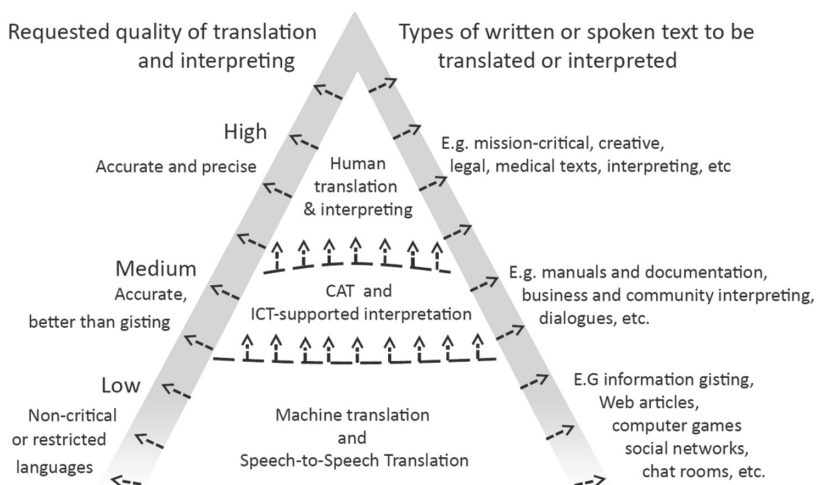 Requested quality of translation
and interpreting
Types of written or spoken text to be
translated or interpreted
High
Accurate and precise
Human
translation
& interpreting
E.g. mission-critical, creative,
legal, medical texts, interpreting, etc
Medium
Accurate,
better than gisting
CAT and
ICT-supported interpretation
E.g. manuals and documentation,
business and community interpreting,
dialogues, etc.
Low
Non-critical
or restricted
languages
Machine translation
and
Speech-to-Speech Translation
E.G information gisting,
Web articles,
computer games
social networks,
chat rooms, etc.